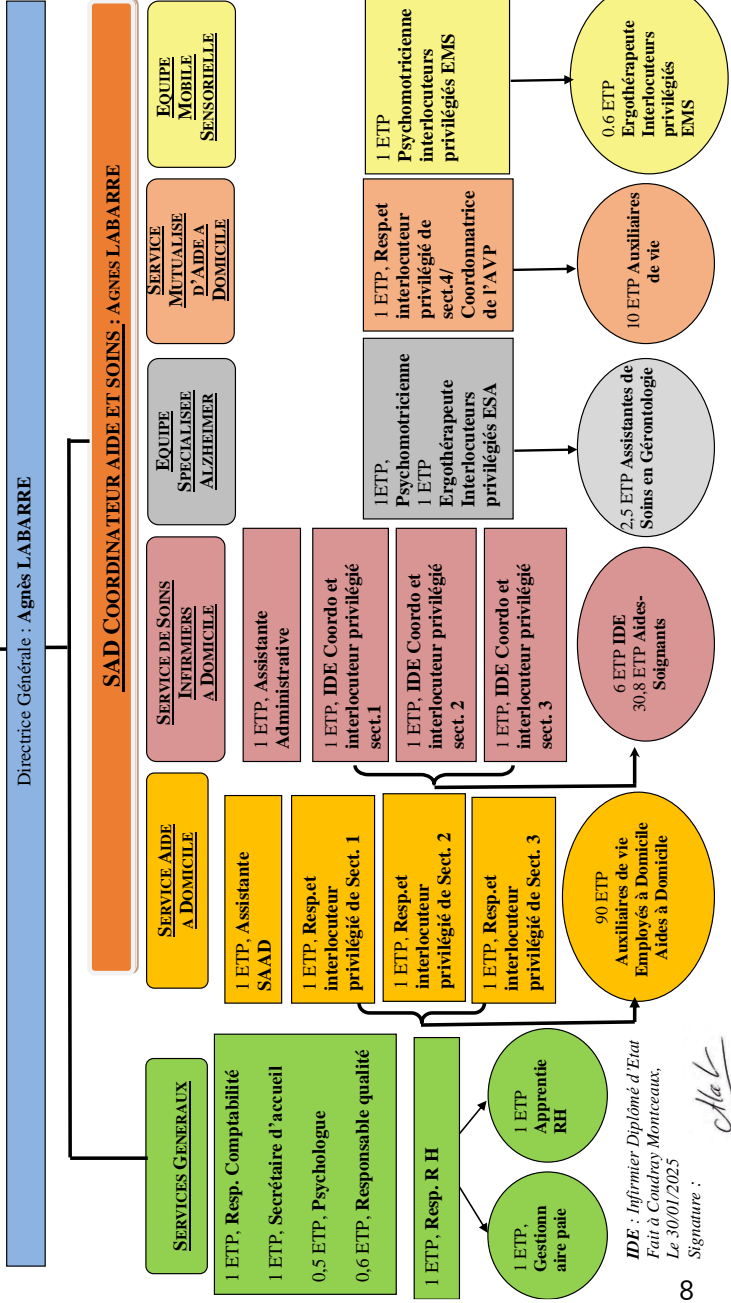 Directrice Générale : Agnès LABARRE
SAD COORDINATEUR AIDE ET SOINS : AGNES LABARRE
SERVICES GENERAUX
1 ETP, Resp. Comptabilité
1 ETP, Secrétaire d'accueil
0,5 ETP, Psychologue
0,6 ETP, Responsable qualité
1 ETP, Resp. R H
1 ETP,
Gestionn
aire paie
1 ETP
Apprentie
RH
SERVICE AIDE
A DOMICILE
1 ETP, Assistante
SAAD
1 ETP, Resp.et
interlocuteur
privilégié de Sect. 1
1 ETP, Resp.et
interlocuteur
privilégié de Sect. 2
1 ETP, Resp.et
interlocuteur
privilégié de Sect. 3
90 ETP
Auxiliaires de vie
Employés à Domicile
Aides à Domicile
SERVICE DE SOINS
INFIRMIERS
A DOMICILE
1 ETP, Assistante
Administrative
1 ETP, IDE Coordo et
interlocuteur privilégié
sect.1
1 ETP, IDE Coordo et
interlocuteur privilégié
sect. 2
1 ETP, IDE Coordo et
interlocuteur privilégié
sect. 3
6 ETP IDE
30,8 ETP Aides-
Soignants
EQUIPE
SPECIALISEE
ALZHEIMER
1ETP,
Psychomotricienne
1 ETP
Ergothérapeute
Interlocuteurs
privilégiés ESA
2,5 ETP Assistantes de
Soins en Gérontologie
SERVICE
MUTUALISE
D'AIDE A
DOMICILE
1 ETP, Resp.et
interlocuteur
privilégié de
sect.4/
Coordonnatrice
de l'AVP
10 ETP Auxiliaires
de vie
EQUIPE
MOBILE
SENSORIELLE
1 ETP
Psychomotricienne
interlocuteurs
privilégiés EMS
0.6 ETP
Ergothérapeute
Interlocuteurs
privilégiés
EMS
IDE : Infirmier Diplômé d'Etat
Fait à Coudray Montceaux,
Le 30/01/2025
Signature :
8